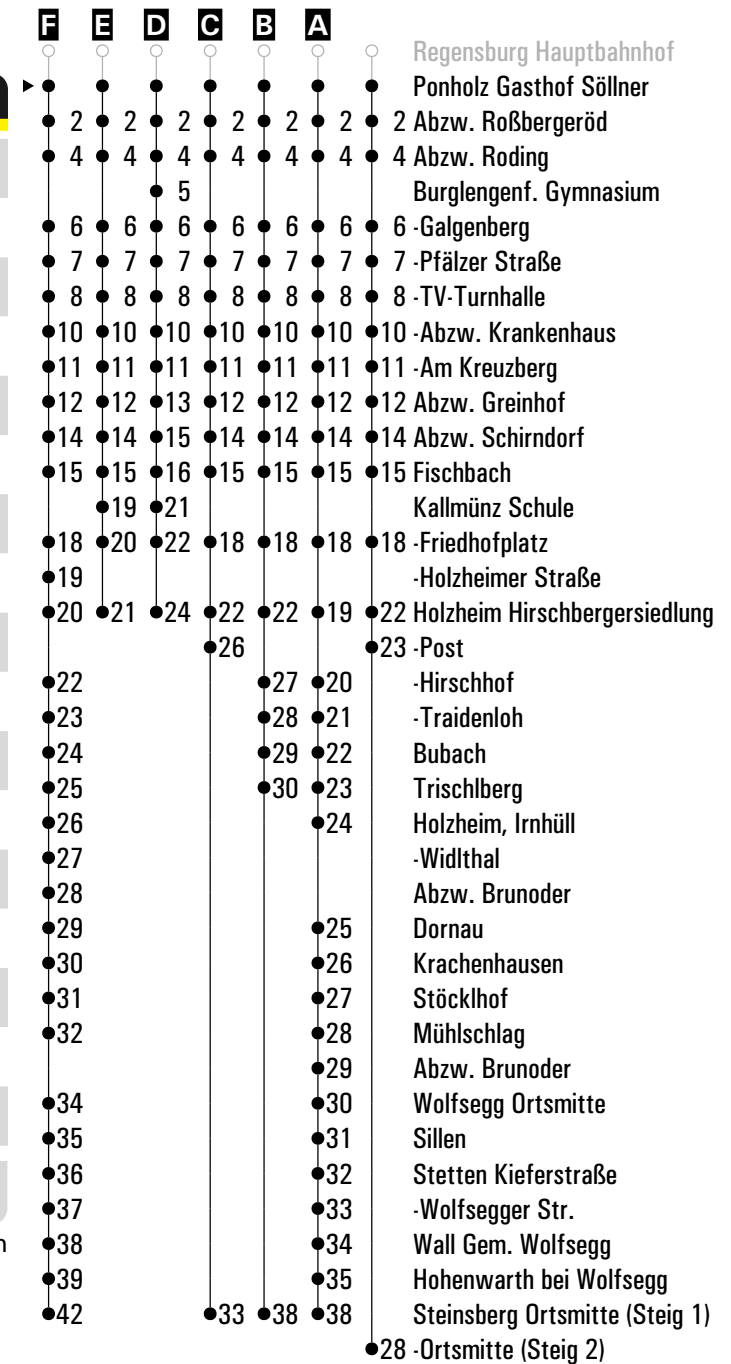 F E D C B A
Regensburg Hauptbahnhof
Ponholz Gasthof Söllner
2 2 2 2 2 2 2 Abzw. Roßbergeröd
4 4 4 4 4 4 4 Abzw. Roding
5 Burglengenf. Gymnasium
6 6 6 6 6 6 6 -Galgenberg
7 7 7 7 7 7 7 -Pfälzer Straße
8 8 8 8 8 8 8 -TV-Turnhalle
10 10 10 10 10 10 10 -Abzw. Krankenhaus
11 11 11 11 11 11 11 -Am Kreuzberg
12 12 13 12 12 12 12 Abzw. Greinhof
14 14 15 14 14 14 14 Abzw. Schirndorf
15 15 16 15 15 15 15 Fischbach
19 21 Kallmünz Schule
18 20 22 18 18 18 18 -Friedhofplatz
19 -Holzheimer Straße
20 21 24 22 22 19 22 Holzheim Hirschbergersiedlung
26 23 -Post
22 27 20 -Hirschhof
23 28 21 -Traidenloh
24 29 22 Bubach
25 30 23 Trischlberg
26 24 Holzheim, Irnhüll
27 -Widlthal
28 Abzw. Brunoder
29 25 Dornau
30 26 Krachenhausen
31 27 Stöcklhof
32 28 Mühlschlag
29 Abzw. Brunoder
34 30 Wolfsegg Ortsmitte
35 31 Sillen
36 32 Stetten Kieferstraße
37 33 -Wolfsegger Str.
n 38 34 Wall Gem. Wolfsegg
39 35 Hohenwarth bei Wolfsegg
42 33 38 38 Steinsberg Ortsmitte (Steig 1)
28 -Ortsmitte (Steig 2)